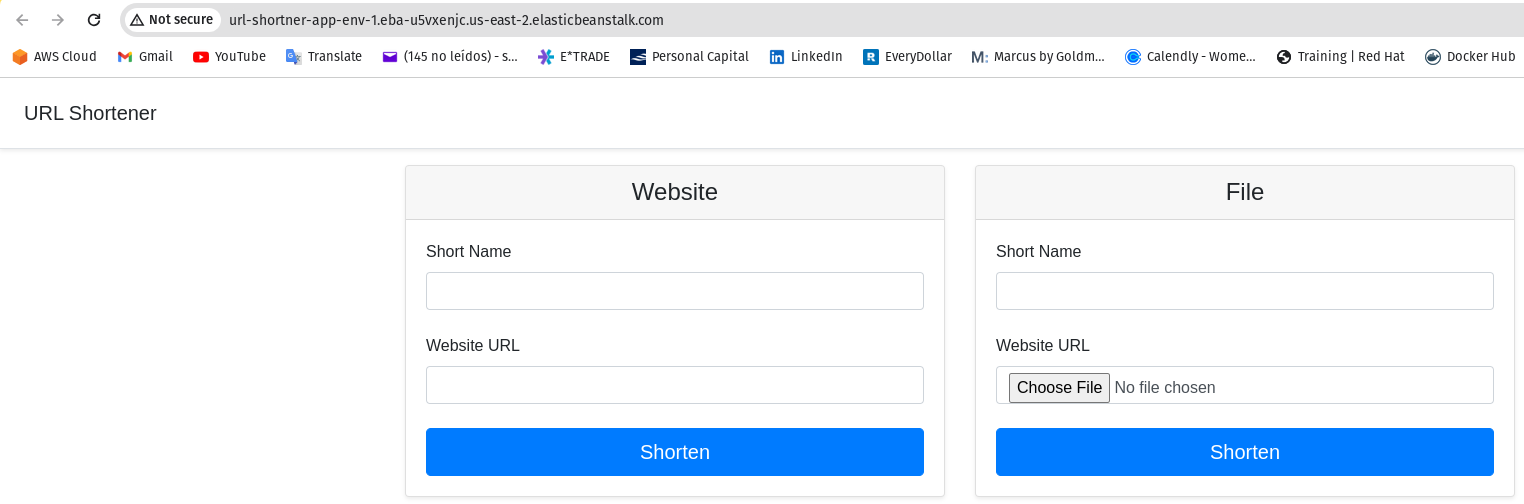 Not secure url-shortner-app-env-1.eba-u5vxenjc.us-east-2.elasticbeanstalk.com
AWS Cloud Gmail YouTube Translate (145 no leídos) - s... E*TRADE Personal Capital LinkedIn EveryDollar Marcus by Goldm... Calendly - Wome... Training | Red Hat Docker Hub
URL Shortener
Website
Short Name
Website URL
Shorten
File
Short Name
Website URL
Choose File No file chosen
Shorten